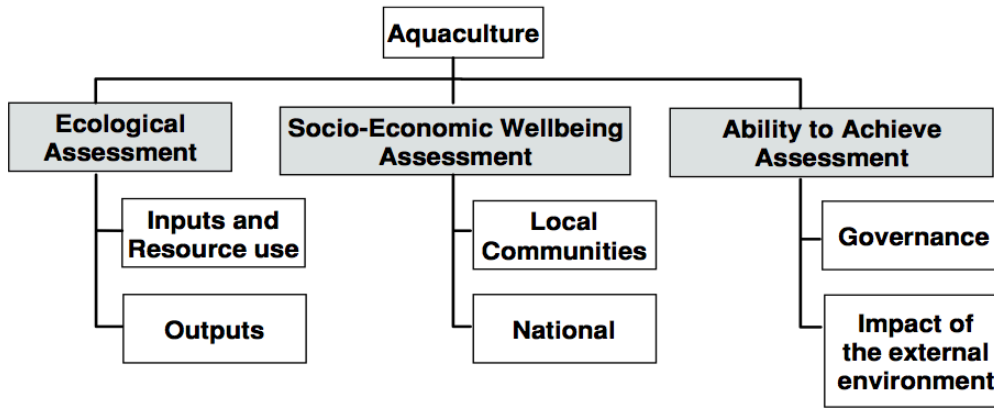 Aquaculture
Ecological
Assessment
Socio-Economic Wellbeing
Assessment
Ability to Achieve
Assessment
Inputs and
Resource use
Outputs
Local
Communities
National
Governance
Impact of
the external
environment